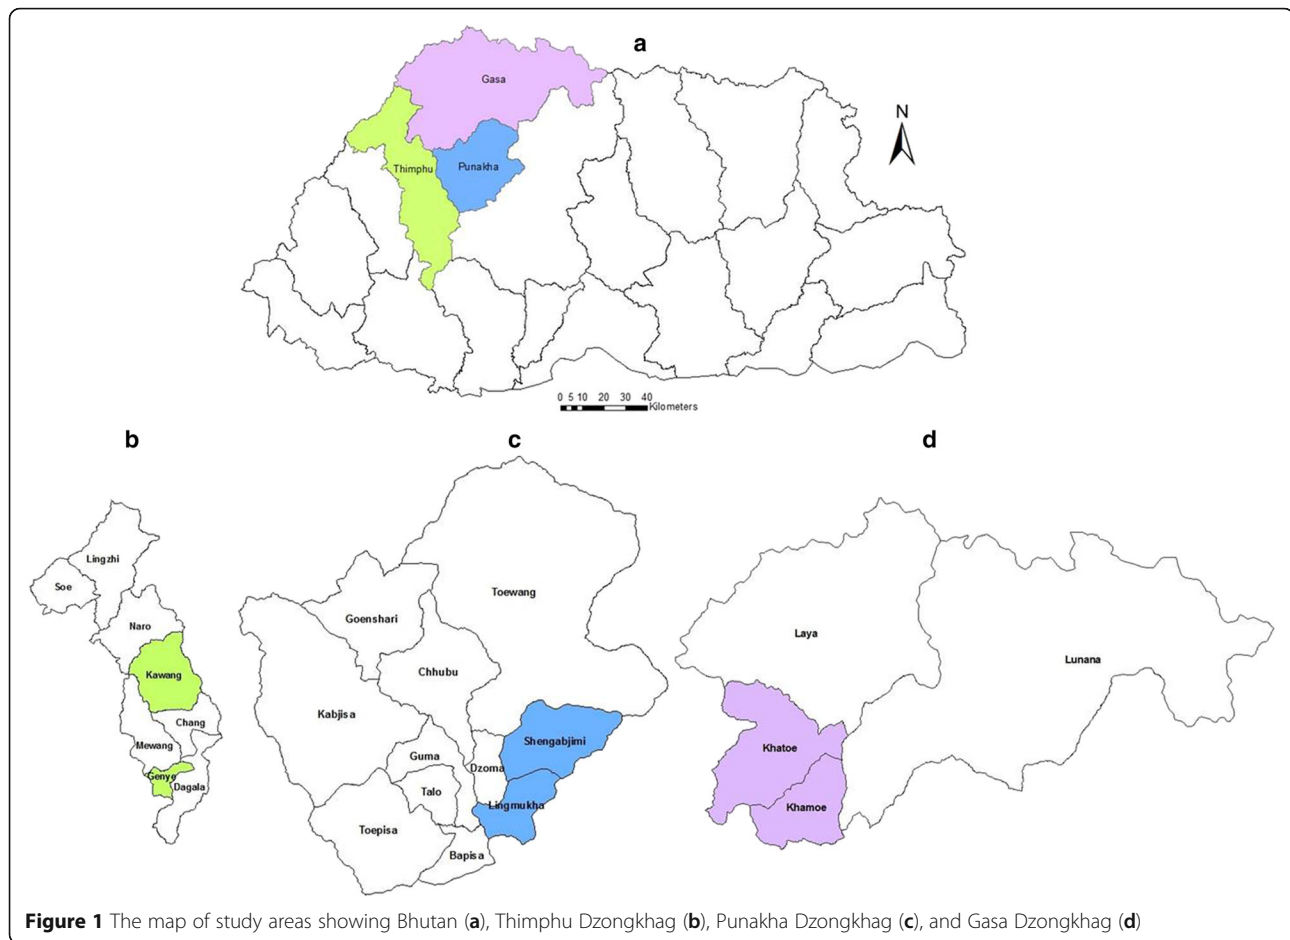 a
Gasa
N
Thimphu
Punakha
0 5 10 20 30 40
Kilometers
b
c
d
Lingzhi
Soe
Naro
Kawang
Chang
Mewang
Genye
Dagala
Toewang
Goenshari
Chhubu
Kabjisa
Shengabjimi
Guma
Dzoma
Talo
Lingmukha
Toepisa
Bapisa
Laya
Lunana
Khatoe
Khamoe
Figure 1 The map of study areas showing Bhutan (a), Thimphu Dzongkhag (b), Punakha Dzongkhag (c), and Gasa Dzongkhag (d)